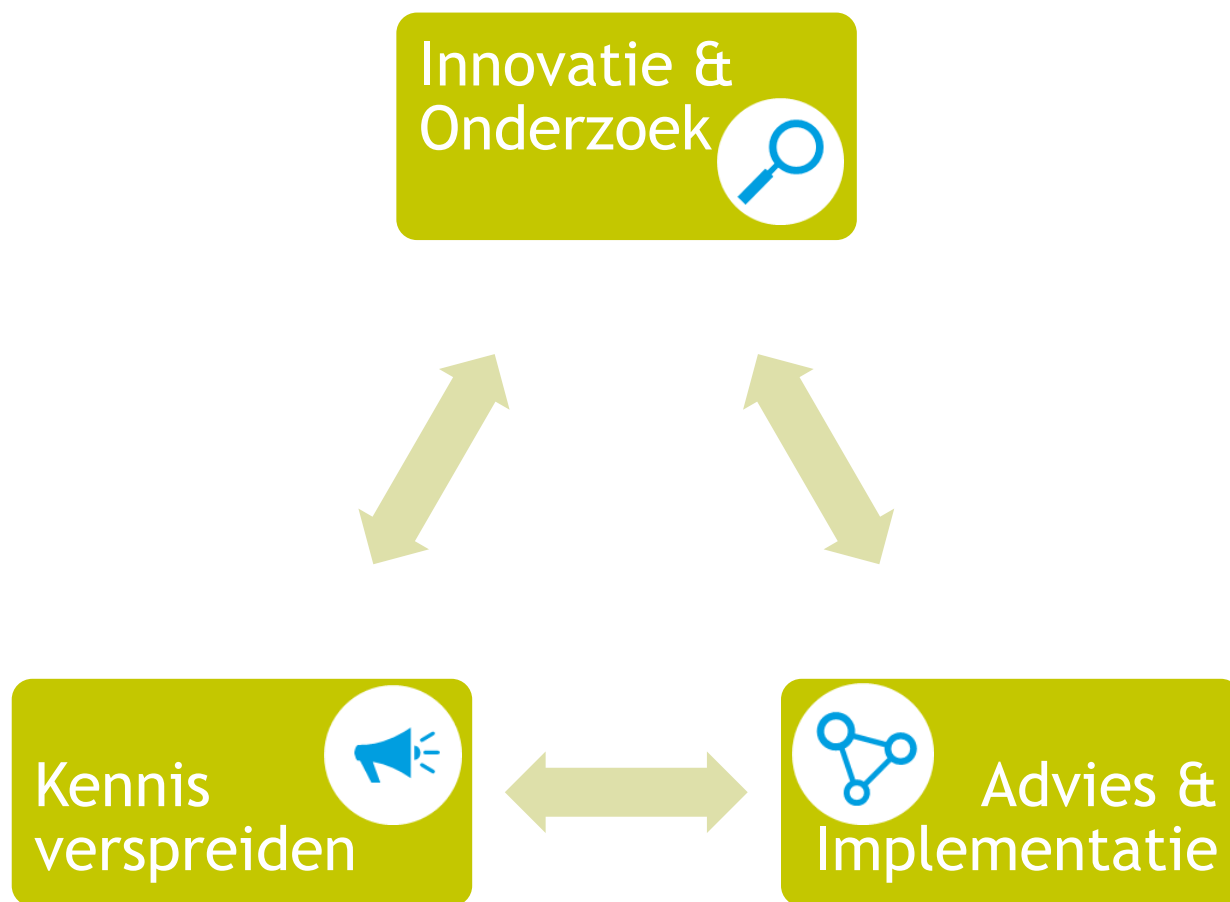 Innovatie &
Onderzoek
Kennis
verspreiden
Advies &
Implementatie